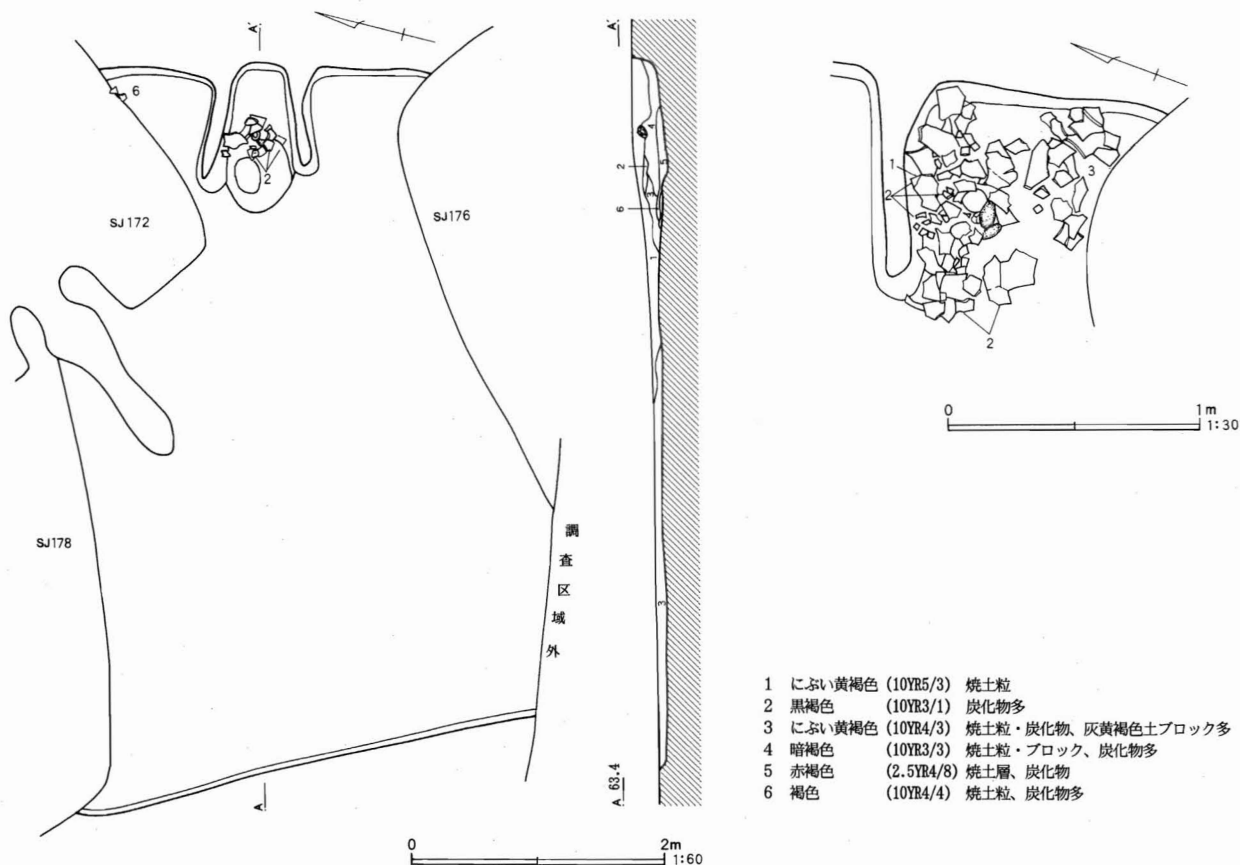 A'
6
2
SJ172
SJ176
SJ178
調査区域外
A
0 2m
1:60
A'
4
2
5
3
6
1
3
A 63.4
1
2
3
2
0 1m
1:30
1 にぶい黄褐色 (10YR5/3) 焼土粒
2 黒褐色 (10YR3/1) 炭化物多
3 にぶい黄褐色 (10YR4/3) 焼土粒・炭化物、灰黄褐色土ブロック多
4 暗褐色 (10YR3/3) 焼土粒・ブロック、炭化物多
5 赤褐色 (2.5YR4/8) 焼土層、炭化物
6 褐色 (10YR4/4) 焼土粒、炭化物多